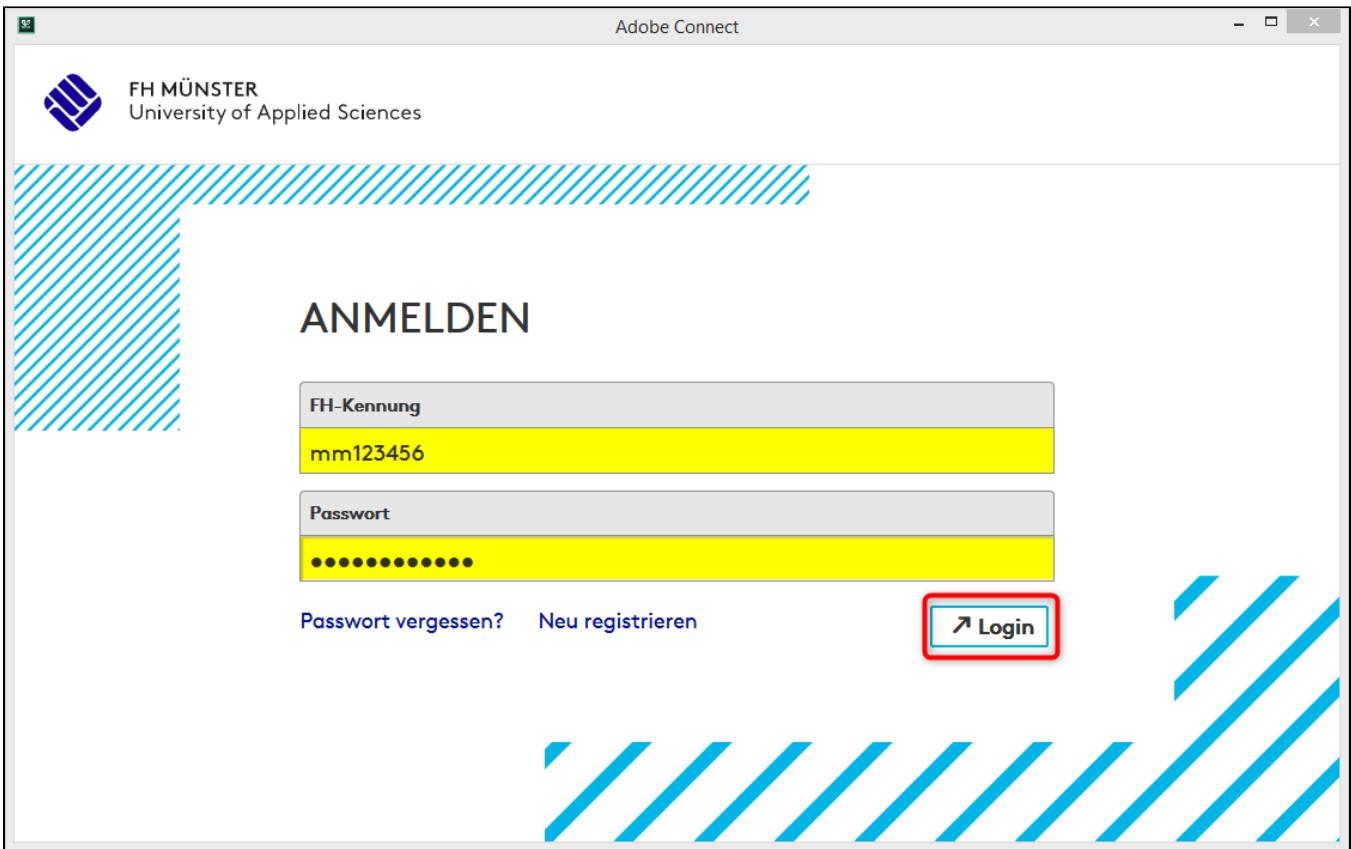 Adobe Connect
FH MÜNSTER
University of Applied Sciences
ANMELDEN
FH-Kennung
mm123456
Passwort
●●●●●●●●●●●●
Passwort vergessen? Neu registrieren
Login